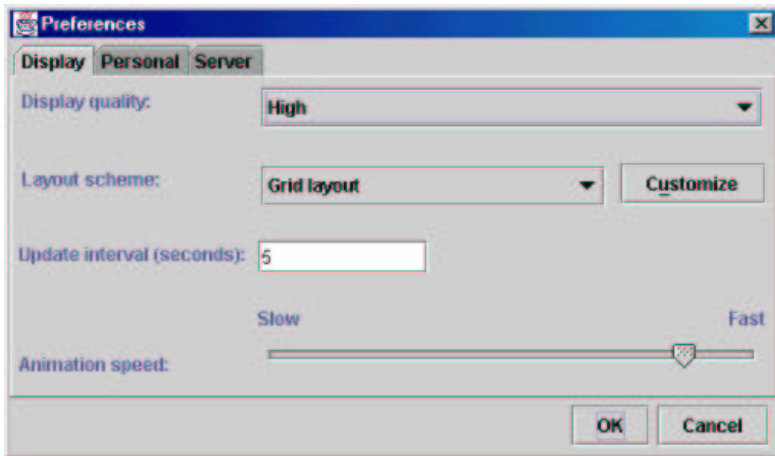 Preferences
Display Personal Server
Display quality: High
Layout scheme: Grid layout Customize
Update interval (seconds): 5
Slow Fast
Animation speed:
OK Cancel